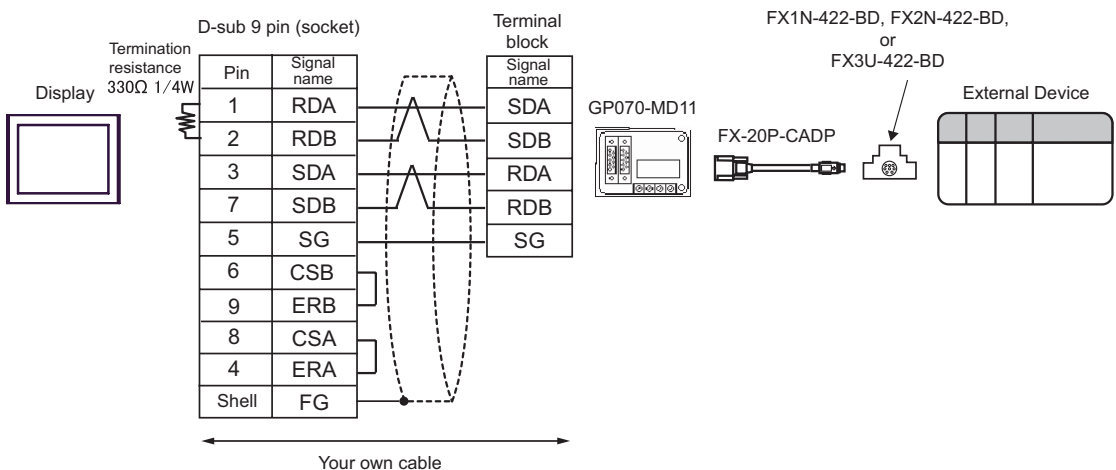 D-sub 9 pin (socket)
Terminal
block
FX1N-422-BD, FX2N-422-BD,
or
FX3U-422-BD
Termination
resistance
330Ω 1/4W
Display
Pin
Signal
name
Signal
name
1 RDA SDA
2 RDB SDB
3 SDA RDA
7 SDB RDB
5 SG SG
6 CSB
9 ERB
8 CSA
4 ERA
Shell FG
GP070-MD11
FX-20P-CADP
External Device
Your own cable